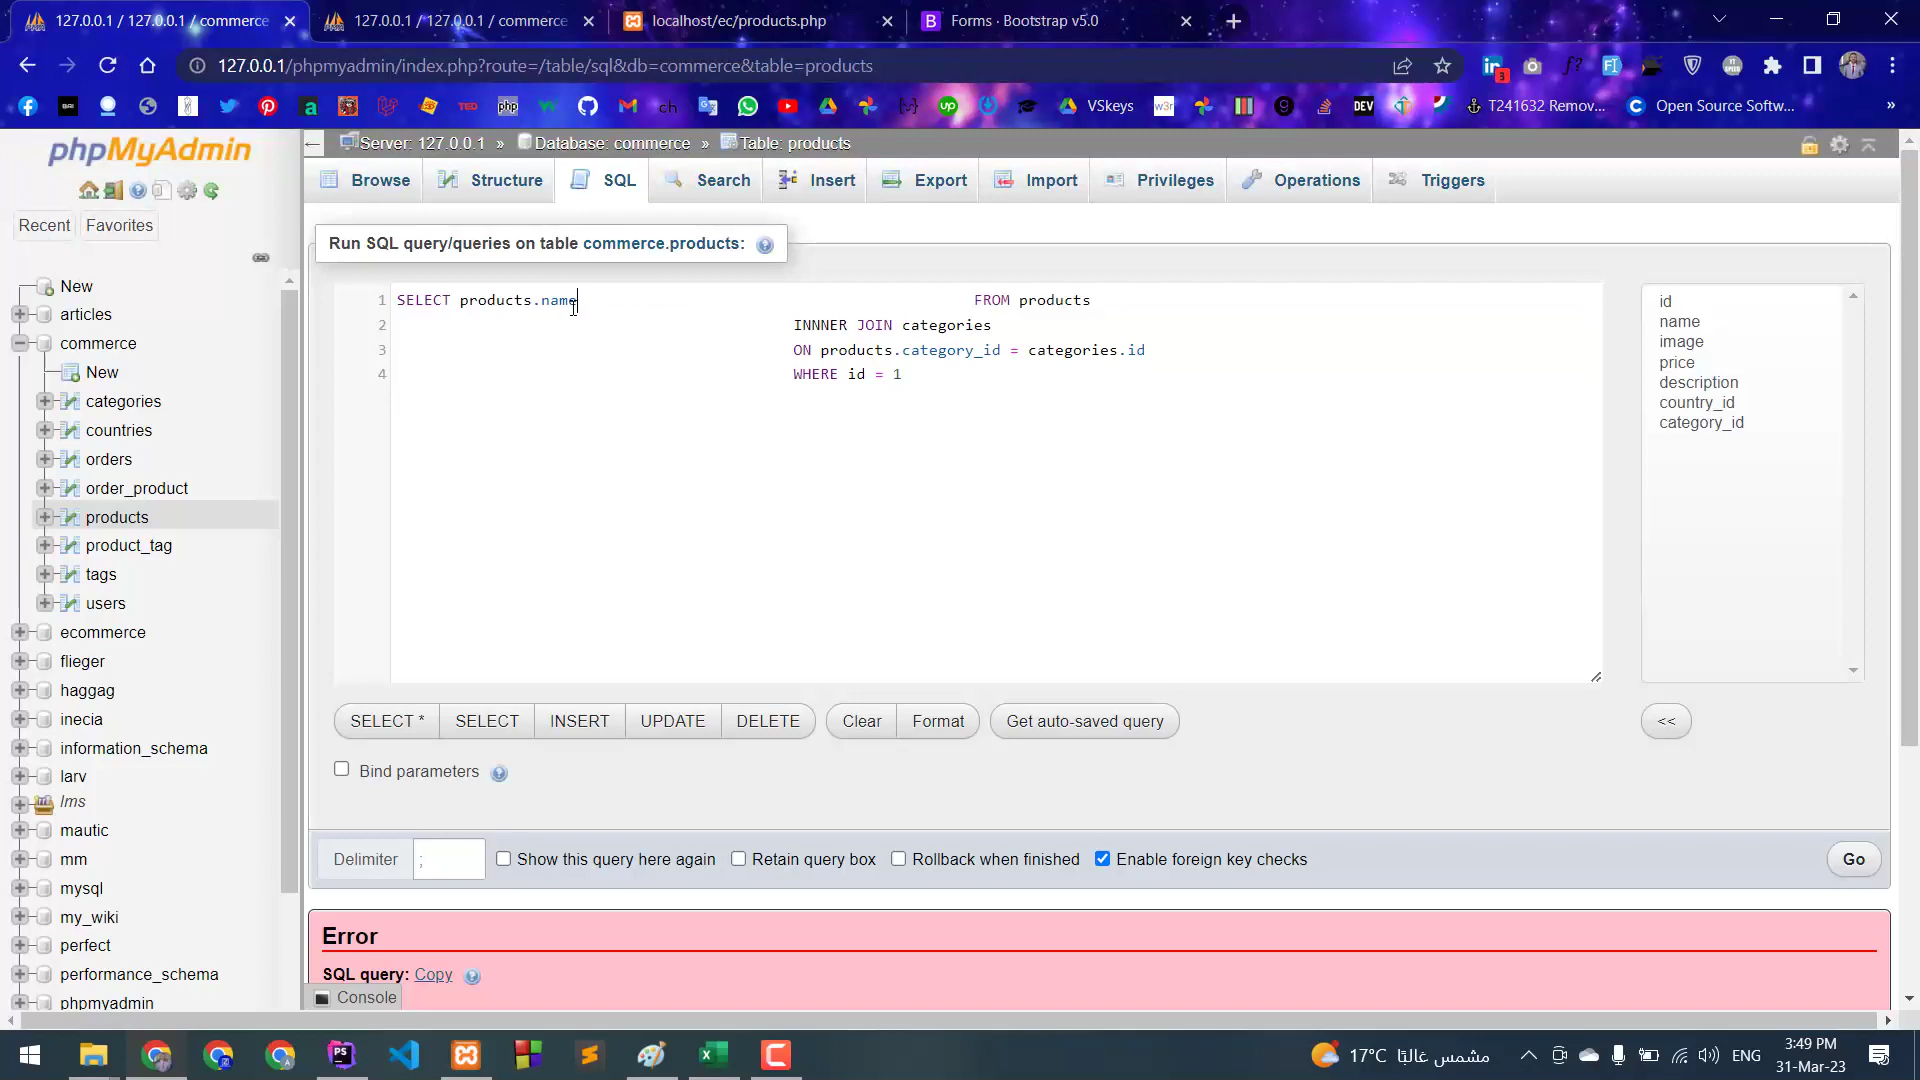 127.0.0.1 / 127.0.0.1 / commerce
127.0.0.1 / 127.0.0.1 / commerce
localhost/ec/products.php
Forms · Bootstrap v5.0
127.0.0.1/phpmyadmin/index.php?route=/table/sql&db=commerce&table=products
VSkeys
T241632 Remov...
Open Source Softw...
phpMyAdmin
Recent
Favorites
New
articles
commerce
New
categories
countries
orders
order_product
products
product_tag
tags
users
ecommerce
flieger
haggag
inecia
information_schema
larv
lms
mautic
mm
mysql
my_wiki
perfect
performance_schema
phpmyadmin
Server: 127.0.0.1 » Database: commerce » Table: products
Browse
Structure
SQL
Search
Insert
Export
Import
Privileges
Operations
Triggers
Run SQL query/queries on table commerce.products:
1 SELECT products.name FROM products
2 INNNER JOIN categories
3 ON products.category_id = categories.id
4 WHERE id = 1
id
name
image
price
description
country_id
category_id
SELECT *
SELECT
INSERT
UPDATE
DELETE
Clear
Format
Get auto-saved query
<<
Bind parameters
Delimiter ;
Show this query here again
Retain query box
Rollback when finished
Enable foreign key checks
Go
Error
SQL query: Copy
Console
17°C مشمس غالبًا
ENG
3:49 PM
31-Mar-23